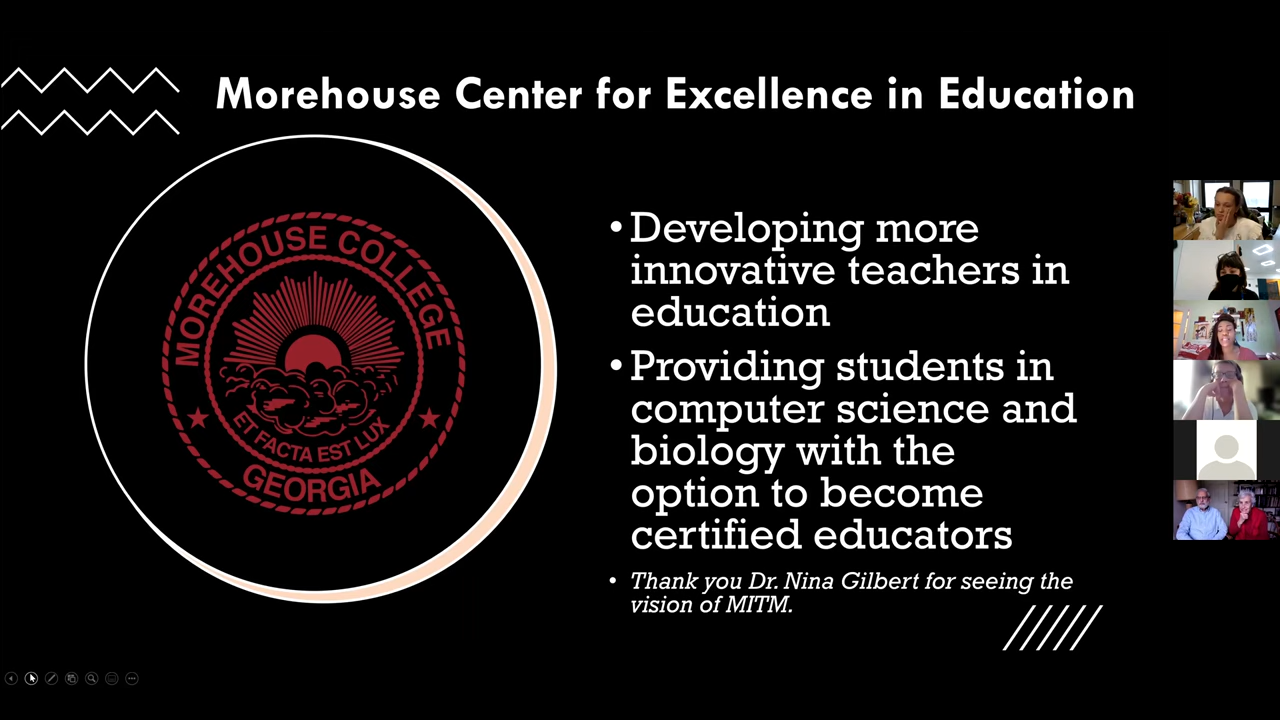 Morehouse Center for Excellence in Education
MOREHOUSE COLLEGE
ET FACTA EST LUX
GEORGIA
•Developing more
innovative teachers in
education
•Providing students in
computer science and
biology with the
option to become
certified educators
• Thank you Dr. Nina Gilbert for seeing the
vision of MITM.